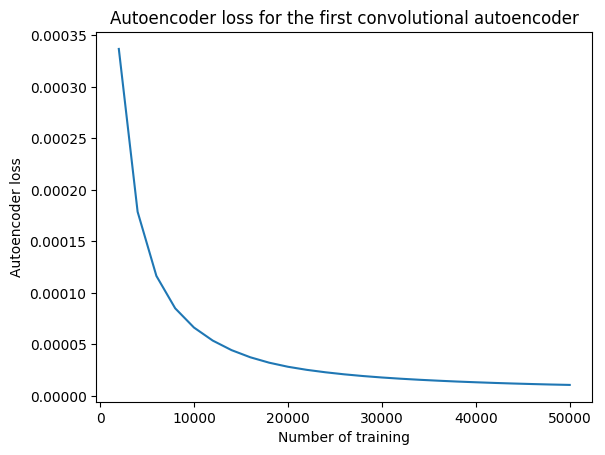 Autoencoder loss for the first convolutional autoencoder
0.00035
0.00030
0.00025
0.00020
0.00015
0.00010
0.00005
0.00000
Autoencoder loss
0 10000 20000 30000 40000 50000
Number of training